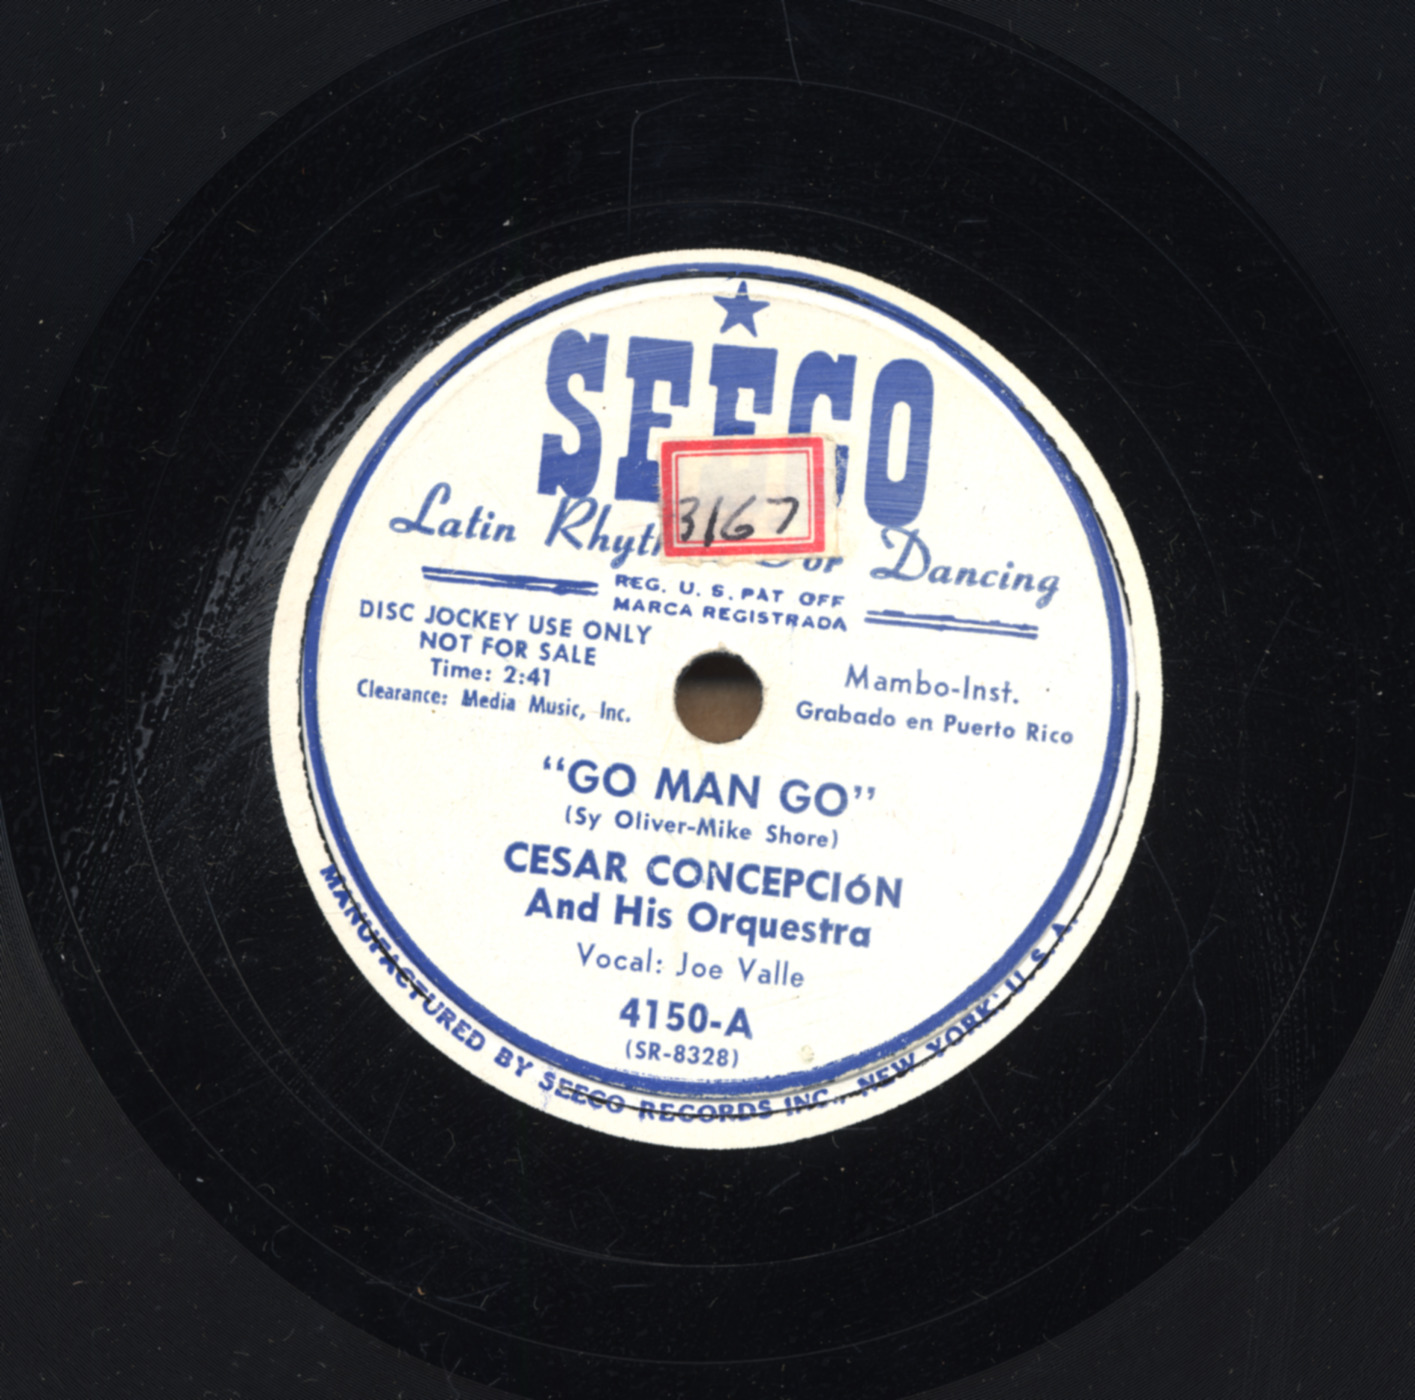 SEECO
3167
Latin Rhythms For Dancing
REG. U. S. PAT OFF
MARCA REGISTRADA
DISC JOCKEY USE ONLY
NOT FOR SALE
Time: 2:41
Clearance: Media Music, Inc.
Mambo-Inst.
Grabado en Puerto Rico
“GO MAN GO”
(Sy Oliver-Mike Shore)
CESAR CONCEPCIÓN
And His Orquestra
Vocal: Joe Valle
4150-A
(SR-8328)
MANUFACTURED BY SEECO RECORDS INC., NEW YORK, U.S.A.